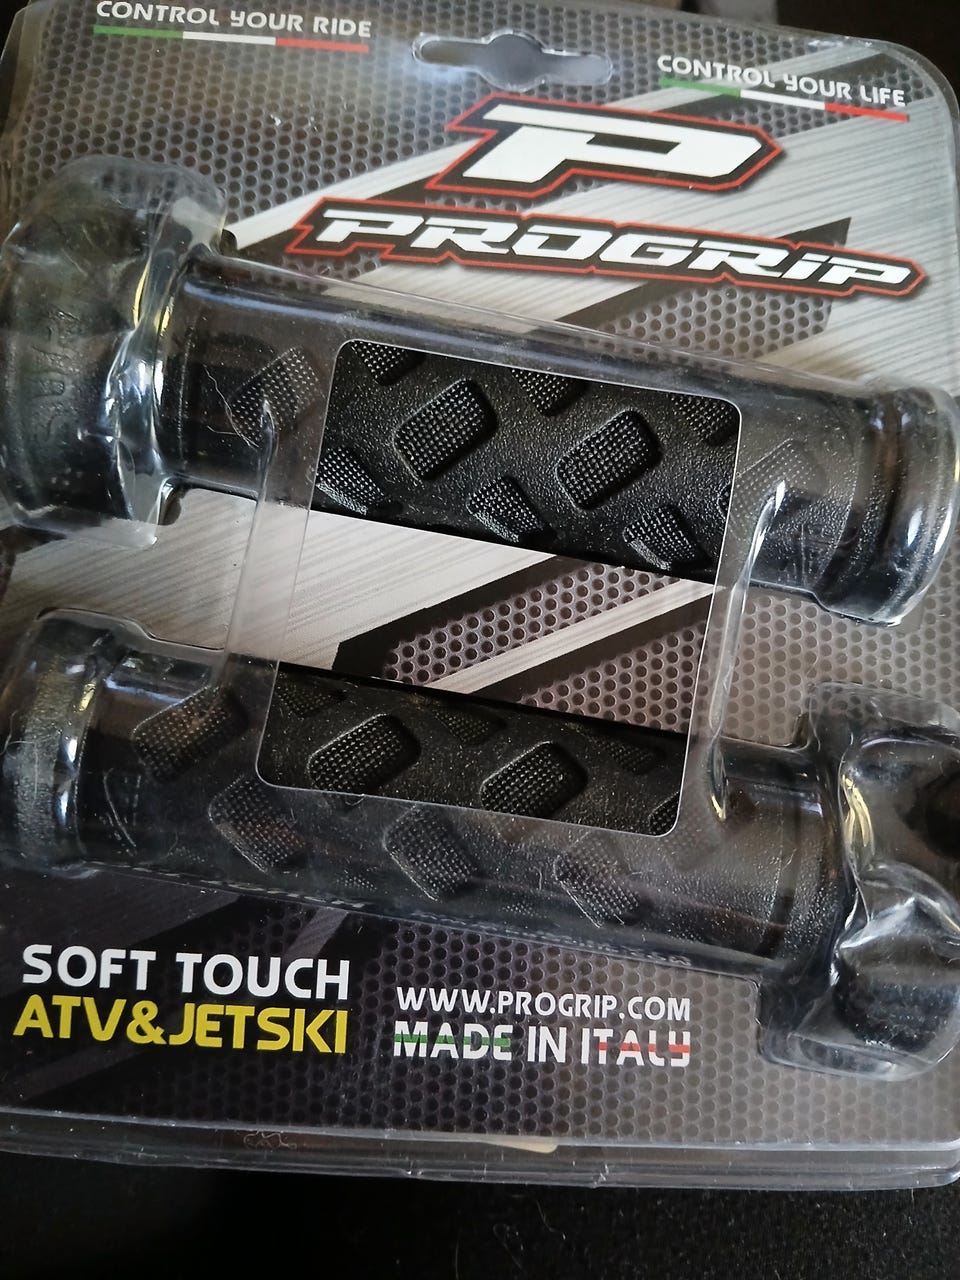 CONTROL YOUR RIDE
CONTROL YOUR LIFE
P
PROGRIP
SOFT TOUCH
ATV&JETSKI
WWW.PROGRIP.COM
MADE IN ITALY